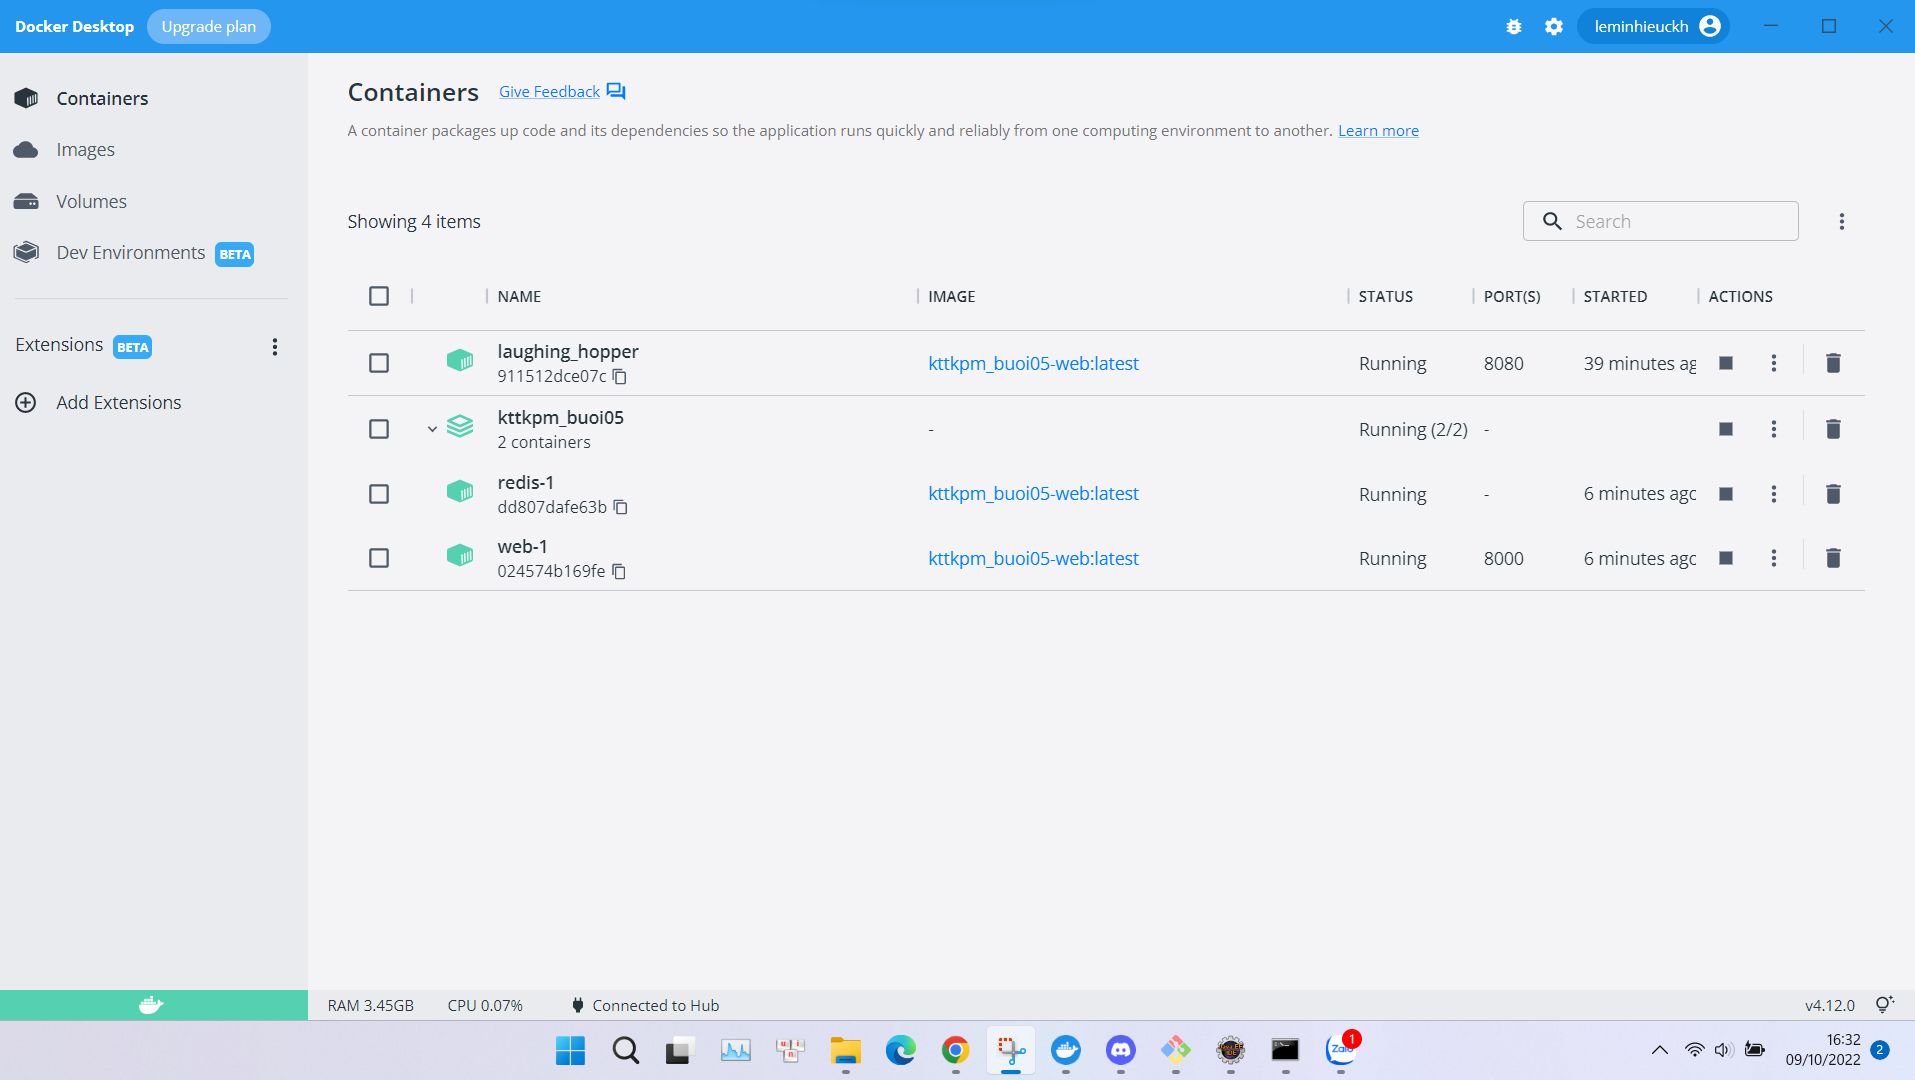 Docker Desktop
Upgrade plan
leminhieuckh
Containers
Images
Volumes
Dev Environments BETA
Extensions BETA
Add Extensions
Containers Give Feedback
A container packages up code and its dependencies so the application runs quickly and reliably from one computing environment to another. Learn more
Showing 4 items
Search
NAME IMAGE STATUS PORT(S) STARTED ACTIONS
laughing_hopper
911512dce07c
kttkpm_buoi05-web:latest Running 8080 39 minutes ag
kttkpm_buoi05
2 containers
- Running (2/2) -
redis-1
dd807dafe63b
kttkpm_buoi05-web:latest Running - 6 minutes agc
web-1
024574b169fe
kttkpm_buoi05-web:latest Running 8000 6 minutes agc
RAM 3.45GB CPU 0.07% Connected to Hub v4.12.0
Zalo 1
16:32
09/10/2022
2